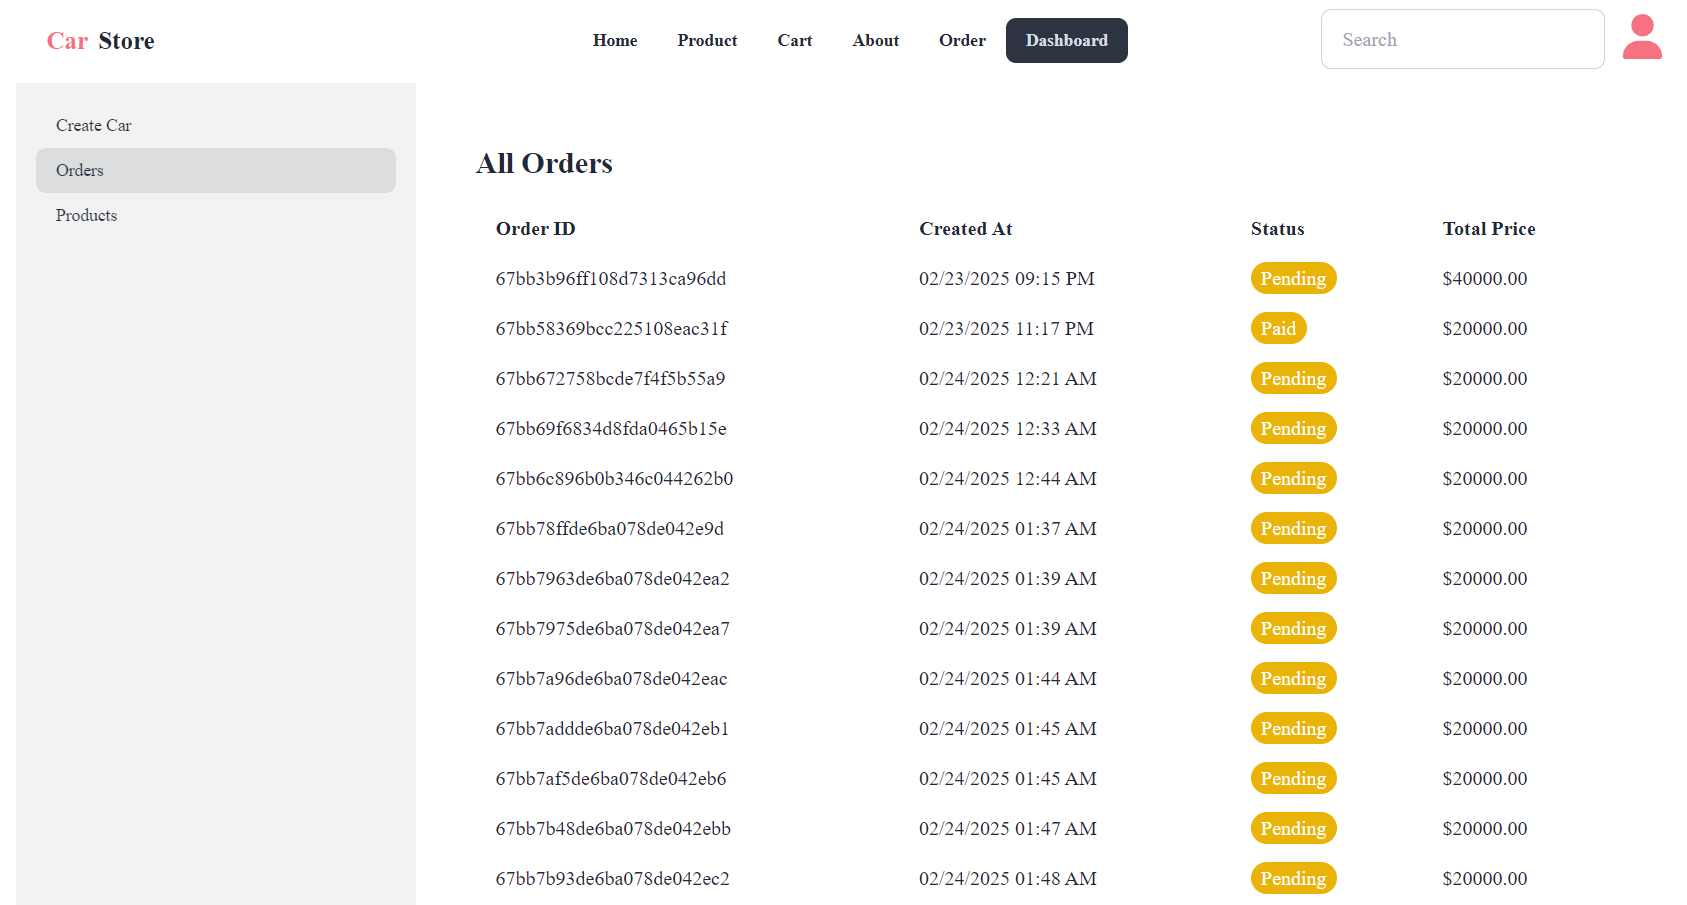 Car Store
Home Product Cart About Order Dashboard
Search
Create Car
Orders
Products
All Orders
Order ID Created At Status Total Price
67bb3b96ff108d7313ca96dd 02/23/2025 09:15 PM Pending $40000.00
67bb58369bcc225108eac31f 02/23/2025 11:17 PM Paid $20000.00
67bb672758bcde7f4f5b55a9 02/24/2025 12:21 AM Pending $20000.00
67bb69f6834d8fda0465b15e 02/24/2025 12:33 AM Pending $20000.00
67bb6c896b0b346c044262b0 02/24/2025 12:44 AM Pending $20000.00
67bb78ffde6ba078de042e9d 02/24/2025 01:37 AM Pending $20000.00
67bb7963de6ba078de042ea2 02/24/2025 01:39 AM Pending $20000.00
67bb7975de6ba078de042ea7 02/24/2025 01:39 AM Pending $20000.00
67bb7a96de6ba078de042eac 02/24/2025 01:44 AM Pending $20000.00
67bb7addde6ba078de042eb1 02/24/2025 01:45 AM Pending $20000.00
67bb7af5de6ba078de042eb6 02/24/2025 01:45 AM Pending $20000.00
67bb7b48de6ba078de042ebb 02/24/2025 01:47 AM Pending $20000.00
67bb7b93de6ba078de042ec2 02/24/2025 01:48 AM Pending $20000.00